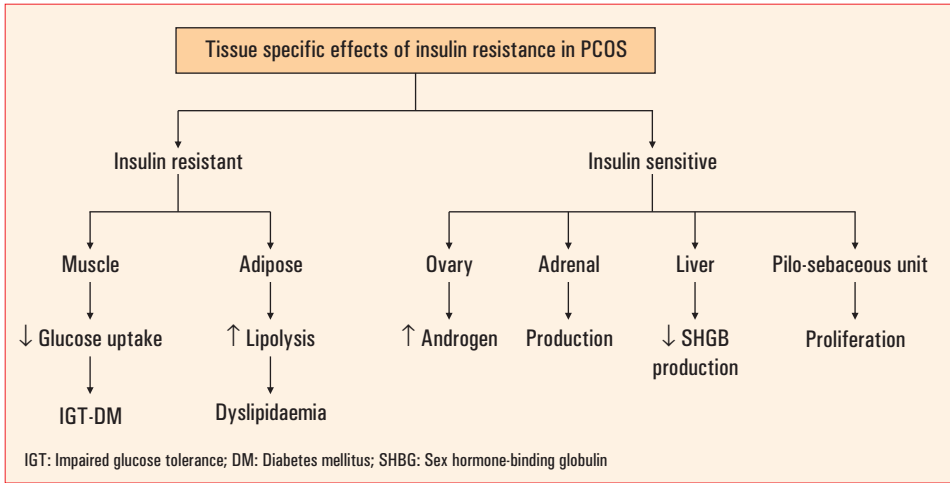 Tissue specific effects of insulin resistance in PCOS
Insulin resistant
Insulin sensitive
Muscle
Adipose
Ovary
Adrenal
Liver
Pilo-sebaceous unit
↓ Glucose uptake
↑ Lipolysis
↑ Androgen
Production
↓ SHGB
production
Proliferation
IGT-DM
Dyslipidaemia
IGT: Impaired glucose tolerance; DM: Diabetes mellitus; SHBG: Sex hormone-binding globulin